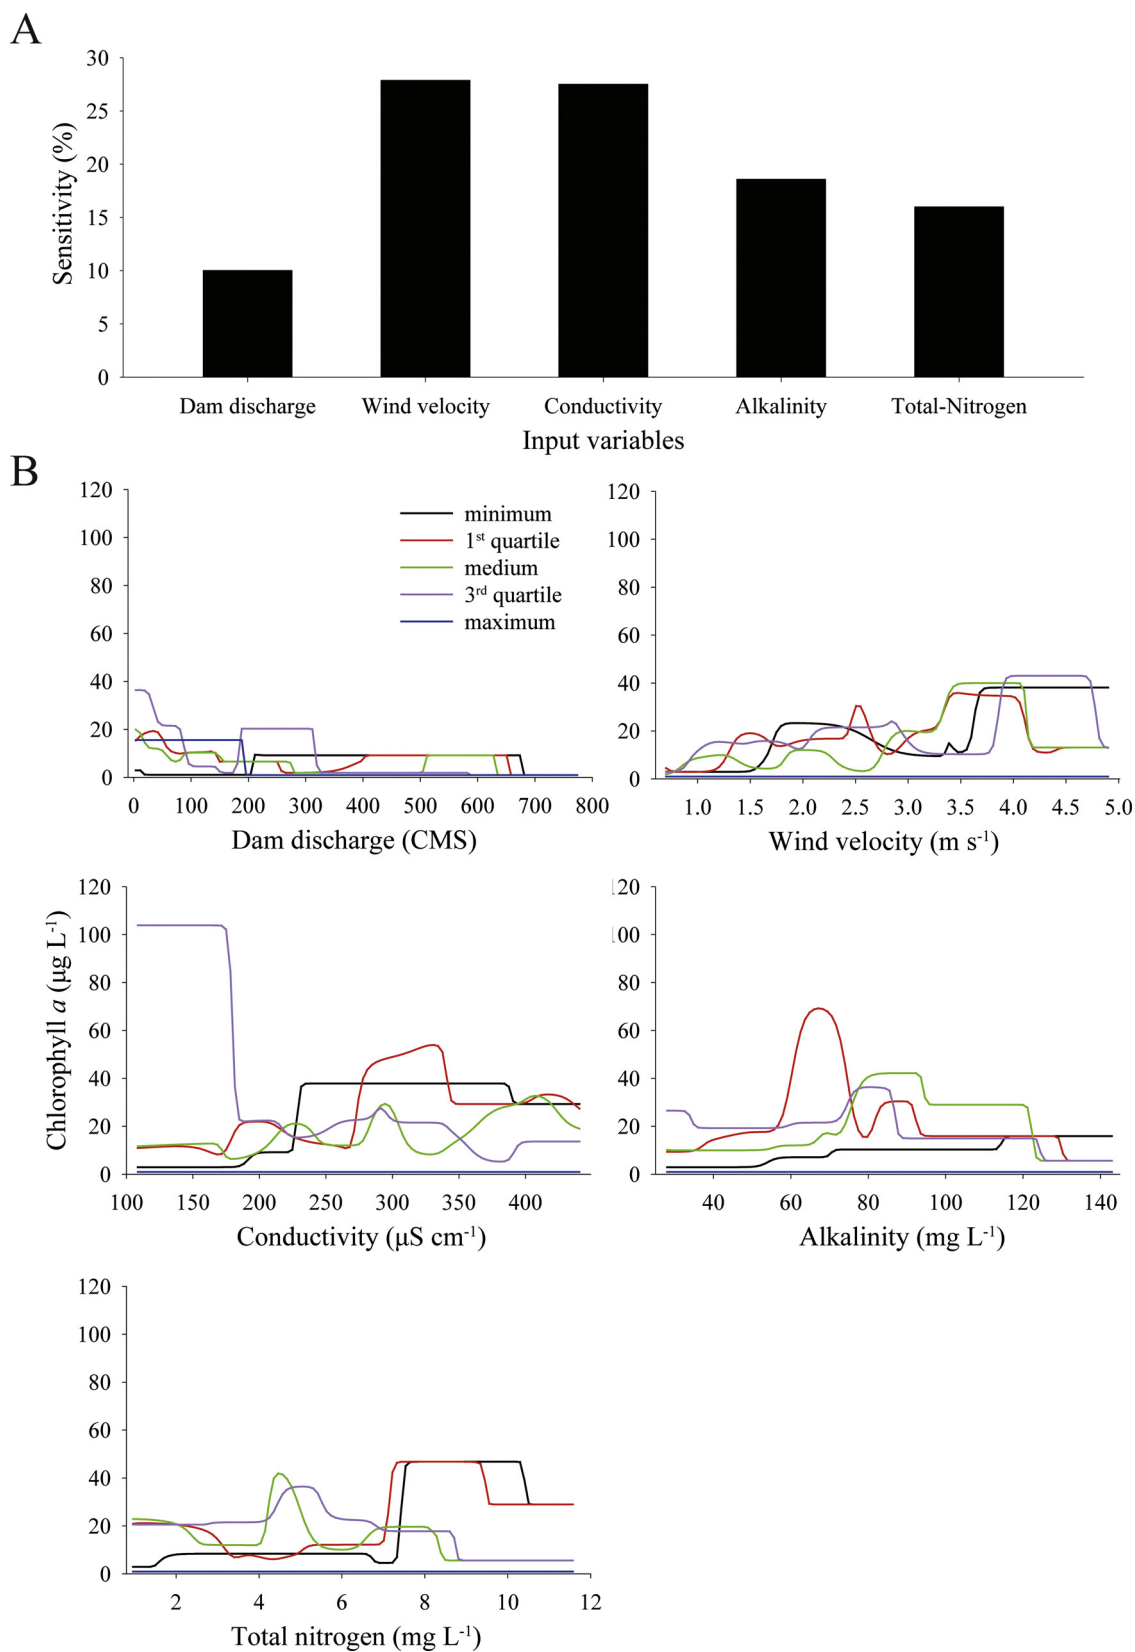 A
30
25
20
15
10
5
0
Sensitivity (%)
Dam discharge Wind velocity Conductivity Alkalinity Total-Nitrogen
Input variables
B
120
100
80
60
40
20
0
minimum
1st quartile
medium
3rd quartile
maximum
0 100 200 300 400 500 600 700 800
Dam discharge (CMS)
120
100
80
60
40
20
0
1.0 1.5 2.0 2.5 3.0 3.5 4.0 4.5 5.0
Wind velocity (m s-1)
Chlorophyll a (µg L-1)
120
100
80
60
40
20
0
100 200 250 300 350 400
Conductivity (µS cm-1)
120
100
80
60
40
20
0
40 60 80 100 120 140
Alkalinity (mg L-1)
120
100
80
60
40
20
0
2 4 6 8 10 12
Total nitrogen (mg L-1)